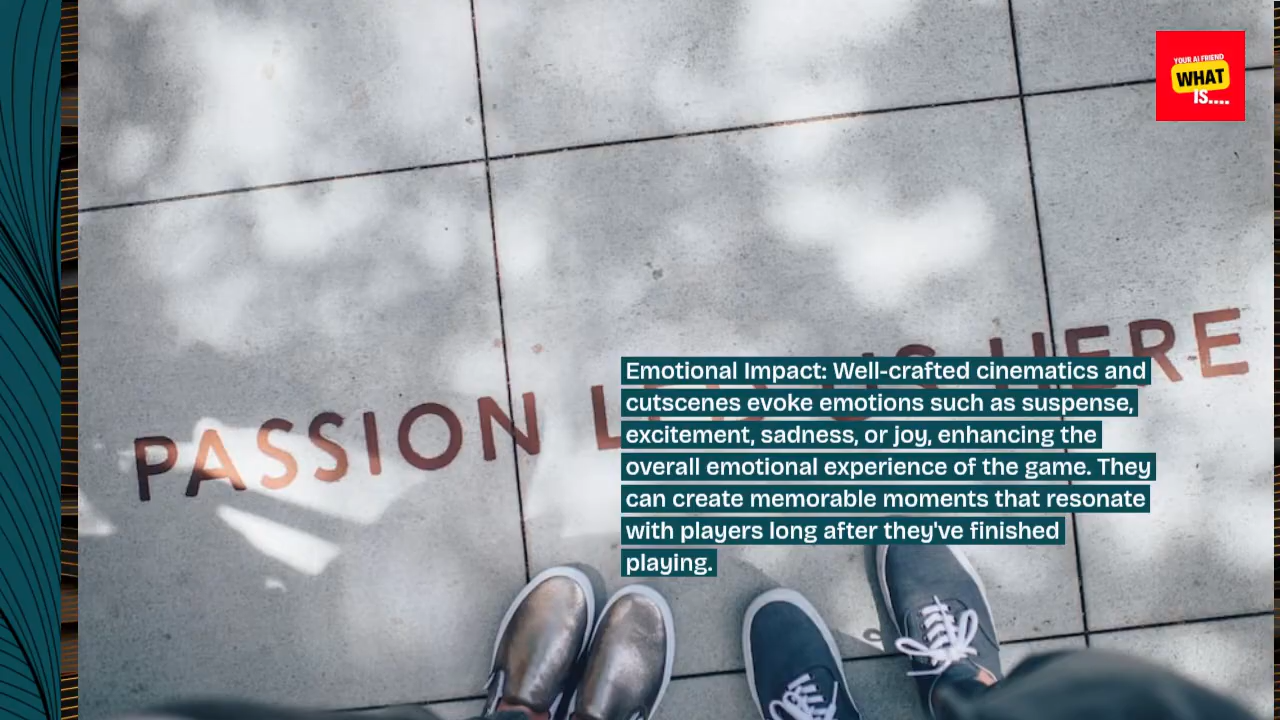 YOUR AI FRIEND
WHAT
IS....
PASSION L US HERE
Emotional Impact: Well-crafted cinematics and
cutscenes evoke emotions such as suspense,
excitement, sadness, or joy, enhancing the
overall emotional experience of the game. They
can create memorable moments that resonate
with players long after they've finished
playing.